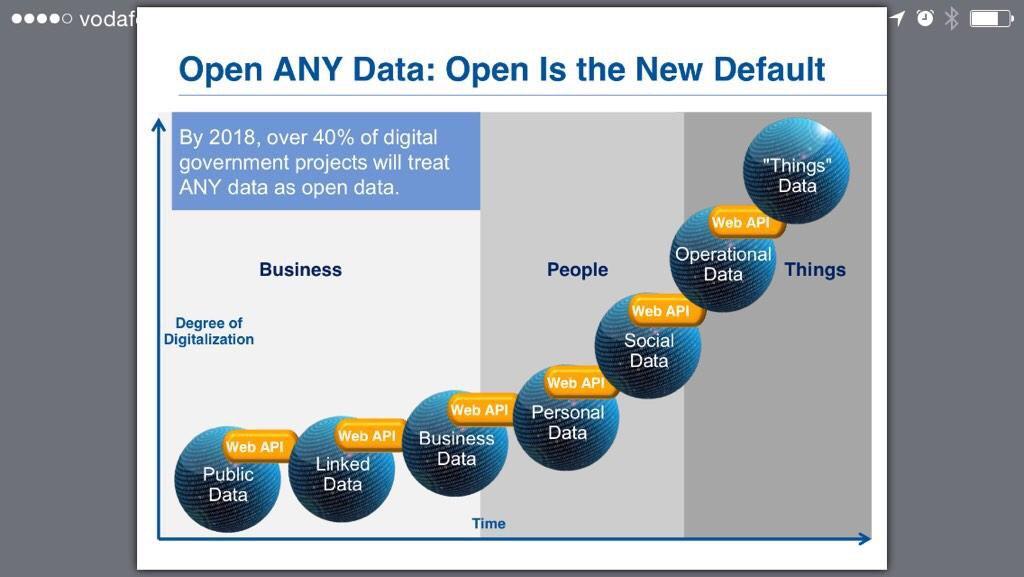 Open ANY Data: Open Is the New Default
By 2018, over 40% of digital
government projects will treat
ANY data as open data.
Business
People
Things
Degree of
Digitalization
"Things"
Data
Web API
Operational
Data
Web API
Social
Data
Web API
Personal
Data
Web API
Business
Data
Web API
Linked
Data
Web API
Public
Data
Time